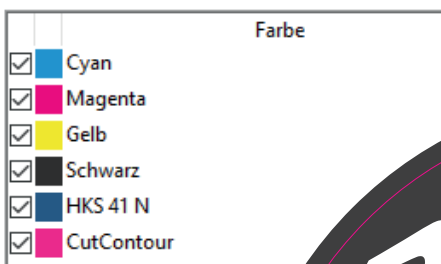 Farbe
Cyan
Magenta
Gelb
Schwarz
HKS 41 N
CutContour